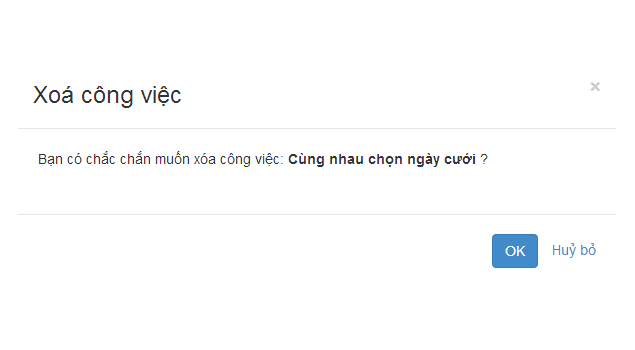 Xoá công việc
×
Bạn có chắc chắn muốn xóa công việc: Cùng nhau chọn ngày cưới ?
OK Huỷ bỏ